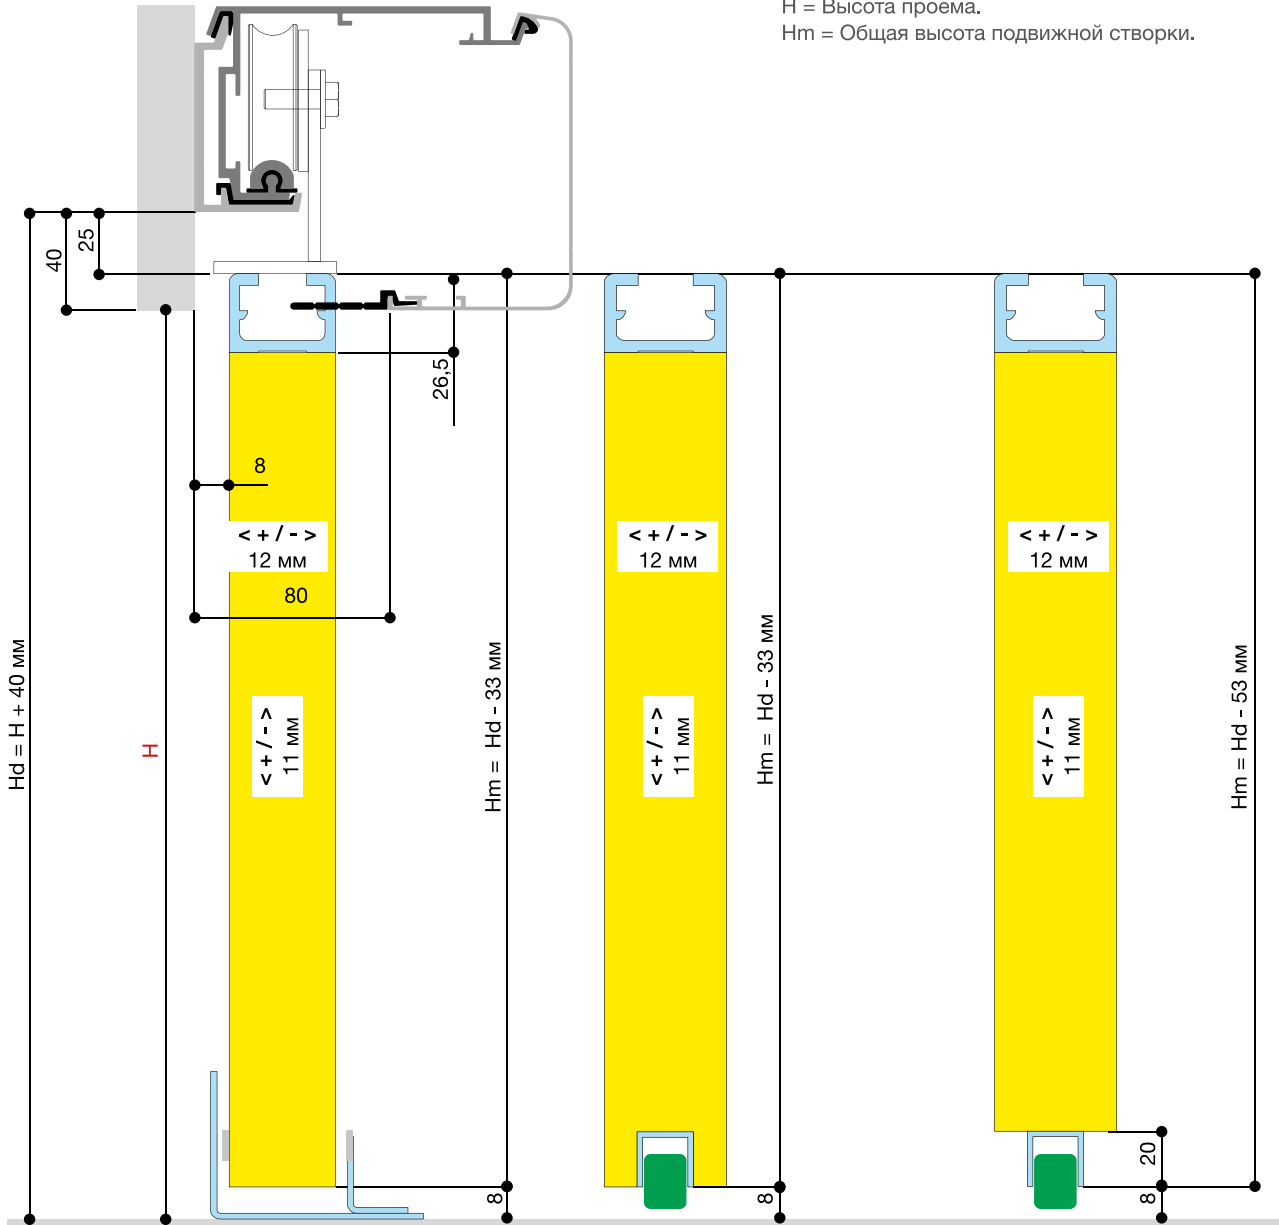 H = Высота проема.
Hm = Общая высота подвижной створки.
40
25
26,5
8
< + / - >
12 мм
80
< + / - >
11 мм
Hd = H + 40 мм
H
Hm = Hd - 33 мм
8
< + / - >
12 мм
< + / - >
11 мм
Hm = Hd - 33 мм
8
< + / - >
12 мм
< + / - >
11 мм
Hm = Hd - 53 мм
20
8